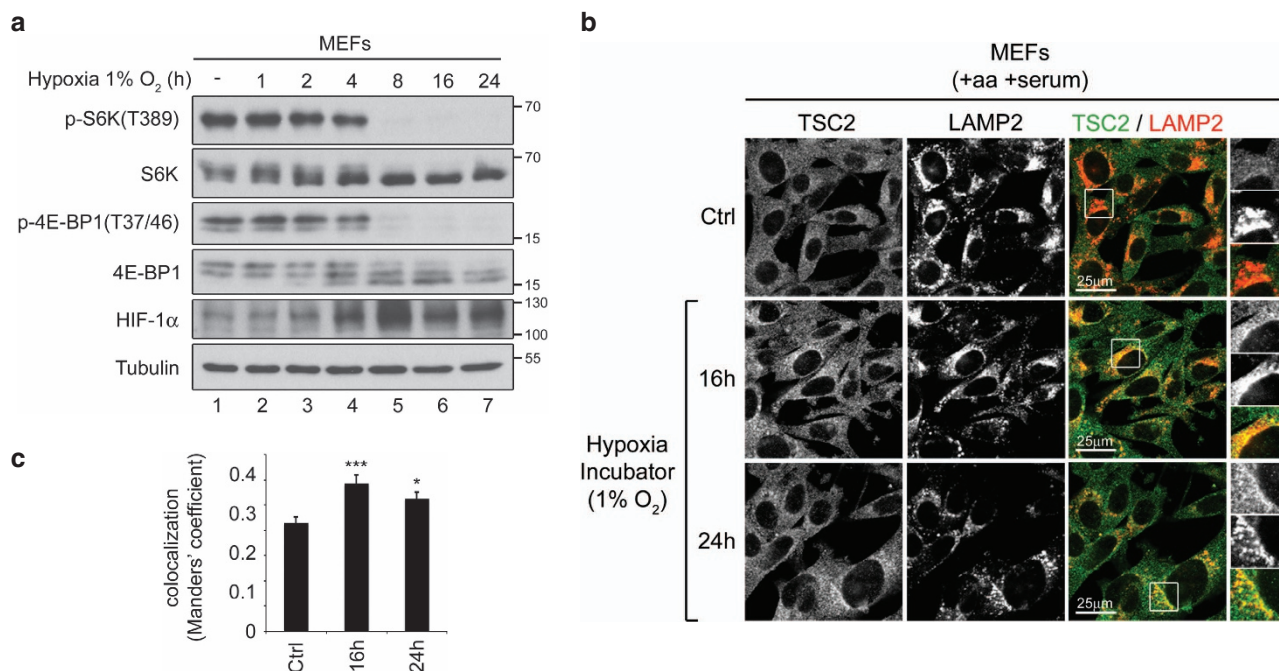 a
MEFs
Hypoxia 1% O₂ (h) - 1 2 4 8 16 24
p-S6K(T389) 70
S6K 70
p-4E-BP1(T37/46) 15
4E-BP1 15
HIF-1α 130 100
Tubulin 55
1 2 3 4 5 6 7
b
MEFs
(+aa +serum)
TSC2 LAMP2 TSC2 / LAMP2
Ctrl
25μm
Hypoxia
Incubator
(1% O₂)
16h
25μm
24h
25μm
c
colocalization
(Manders' coefficient)
0.4
0.3
0.4
0.1
0
***
*
Ctrl 16h 24h